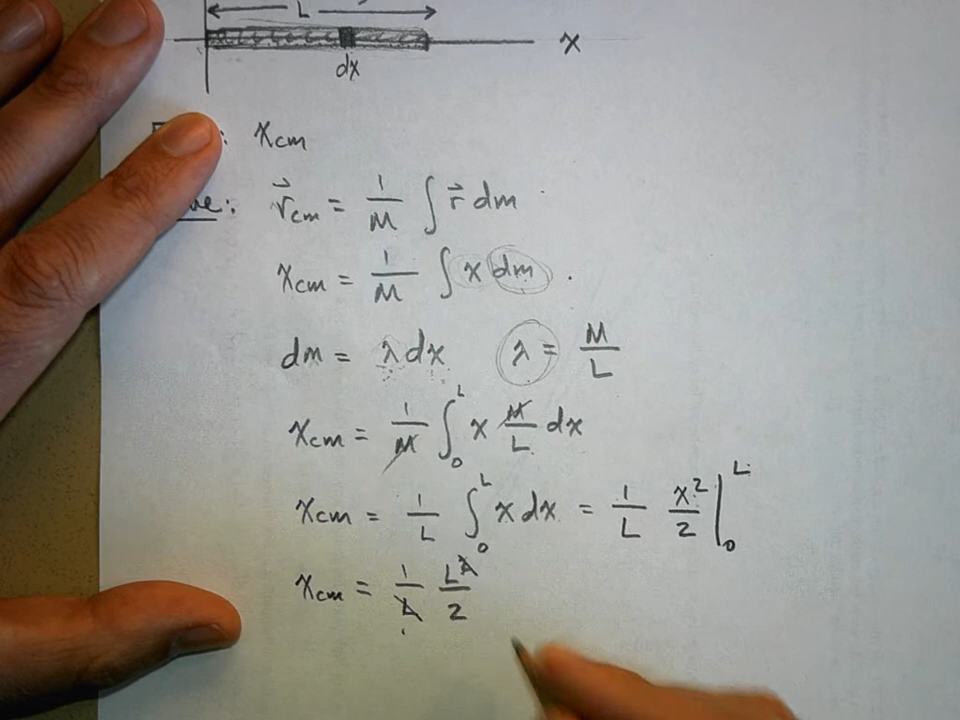 L
x
dx
: xcm
: r⃗cm = 1/M ∫ r⃗ dm
xcm = 1/M ∫ x dm .
dm = λ dx λ = M/L
xcm = 1/M ∫₀ᴸ x M/L dx
xcm = 1/L ∫₀ᴸ x dx = 1/L x²/2 |₀ᴸ
xcm = 1/L L²/2